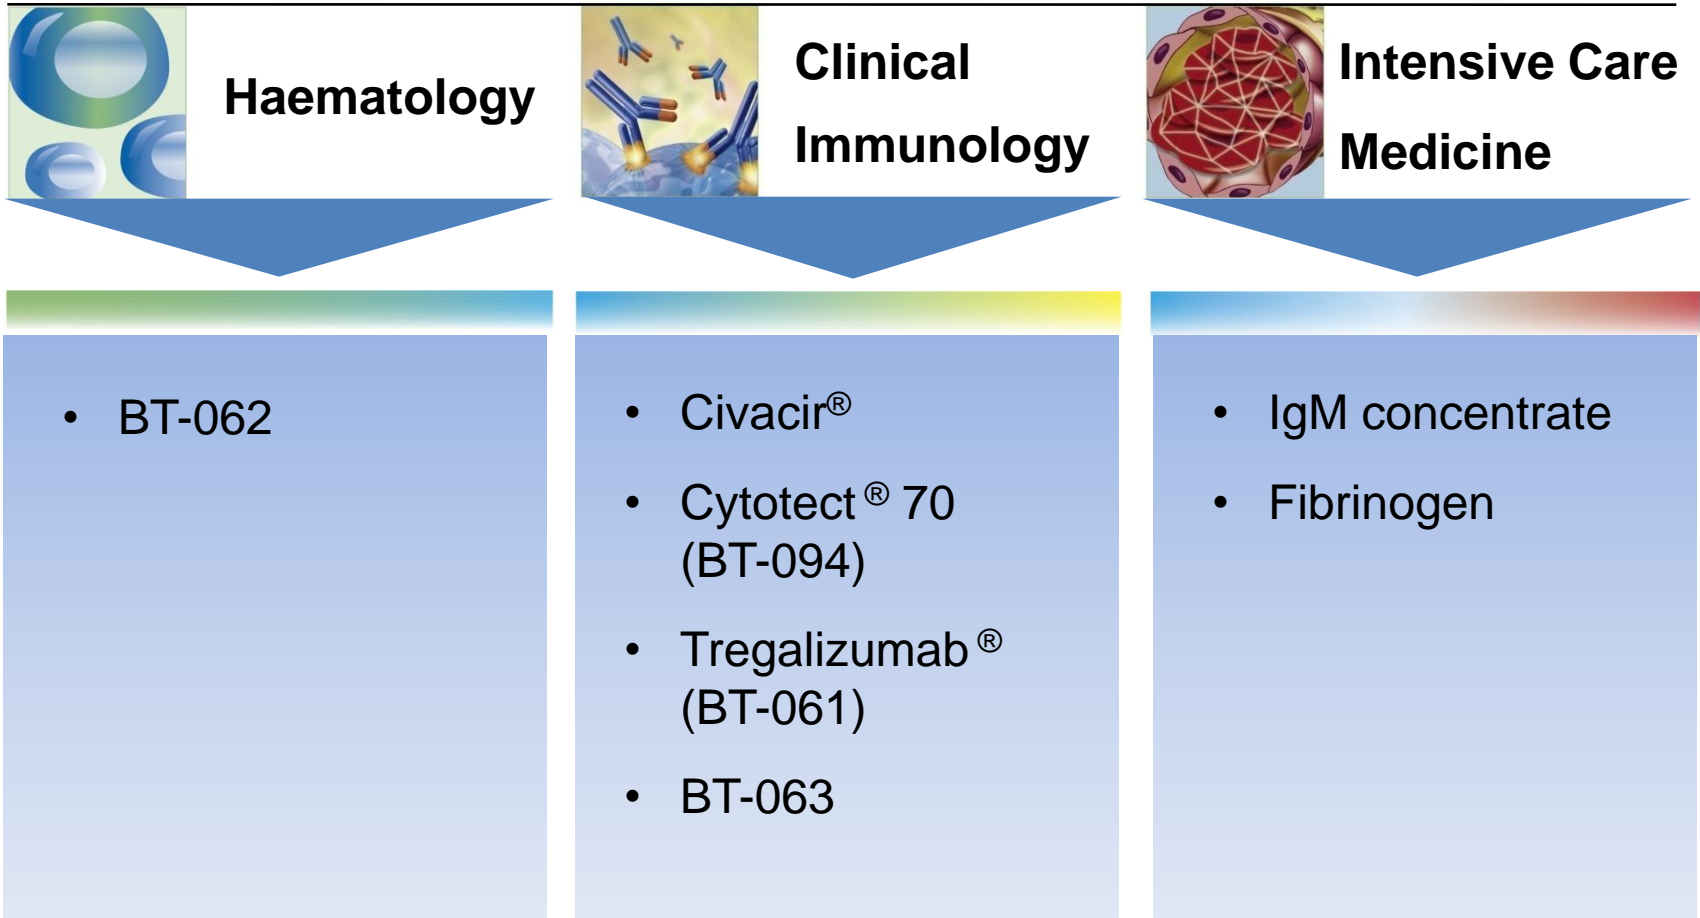 Haematology
• BT-062
Clinical
Immunology
• Civacir®
• Cytotect ® 70
(BT-094)
• Tregalizumab ®
(BT-061)
• BT-063
Intensive Care
Medicine
• IgM concentrate
• Fibrinogen